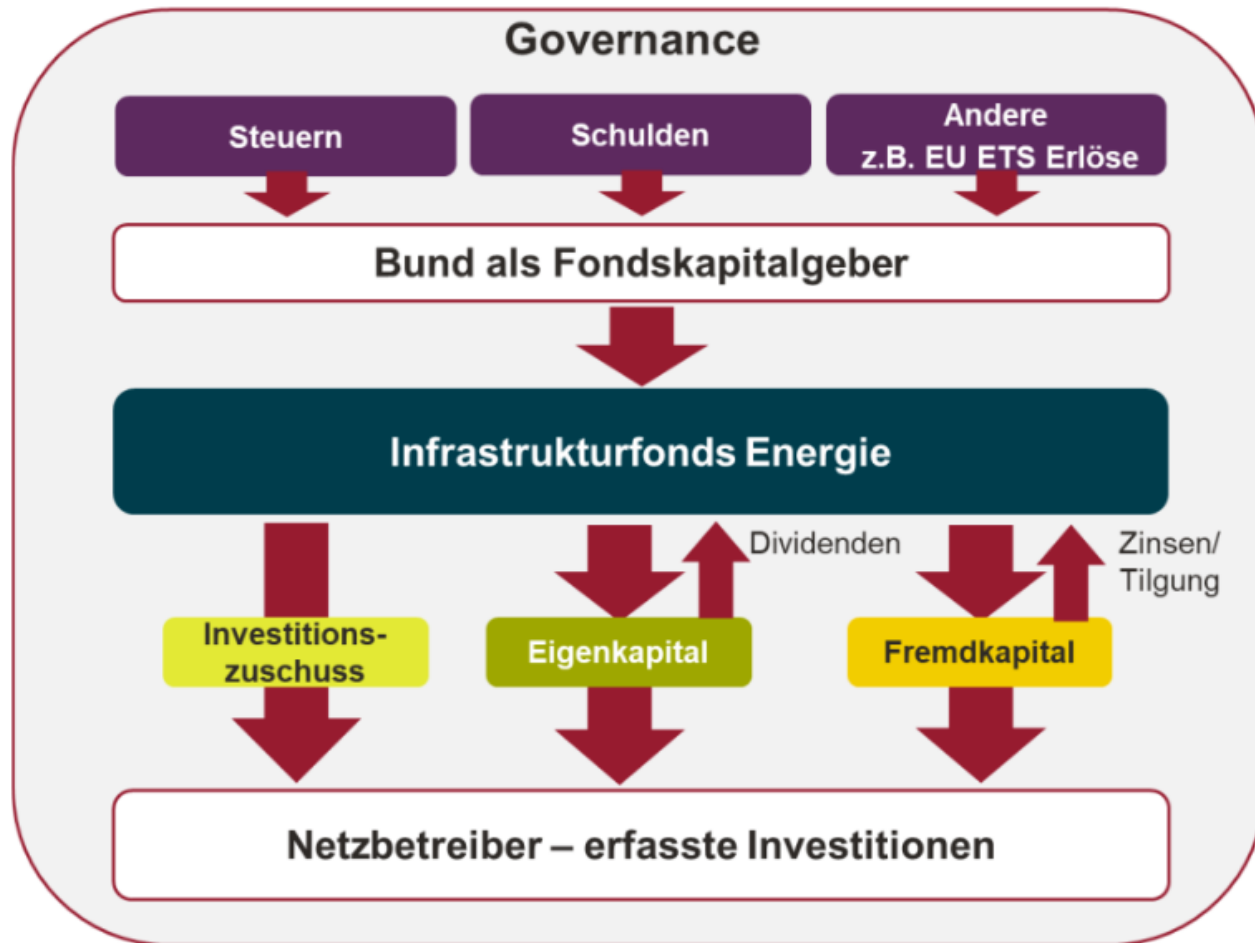 Governance
Steuern
Schulden
Andere
z.B. EU ETS Erlöse
Bund als Fondskapitalgeber
Infrastrukturfonds Energie
Dividenden
Zinsen/
Tilgung
Investitions-
zuschuss
Eigenkapital
Fremdkapital
Netzbetreiber – erfasste Investitionen